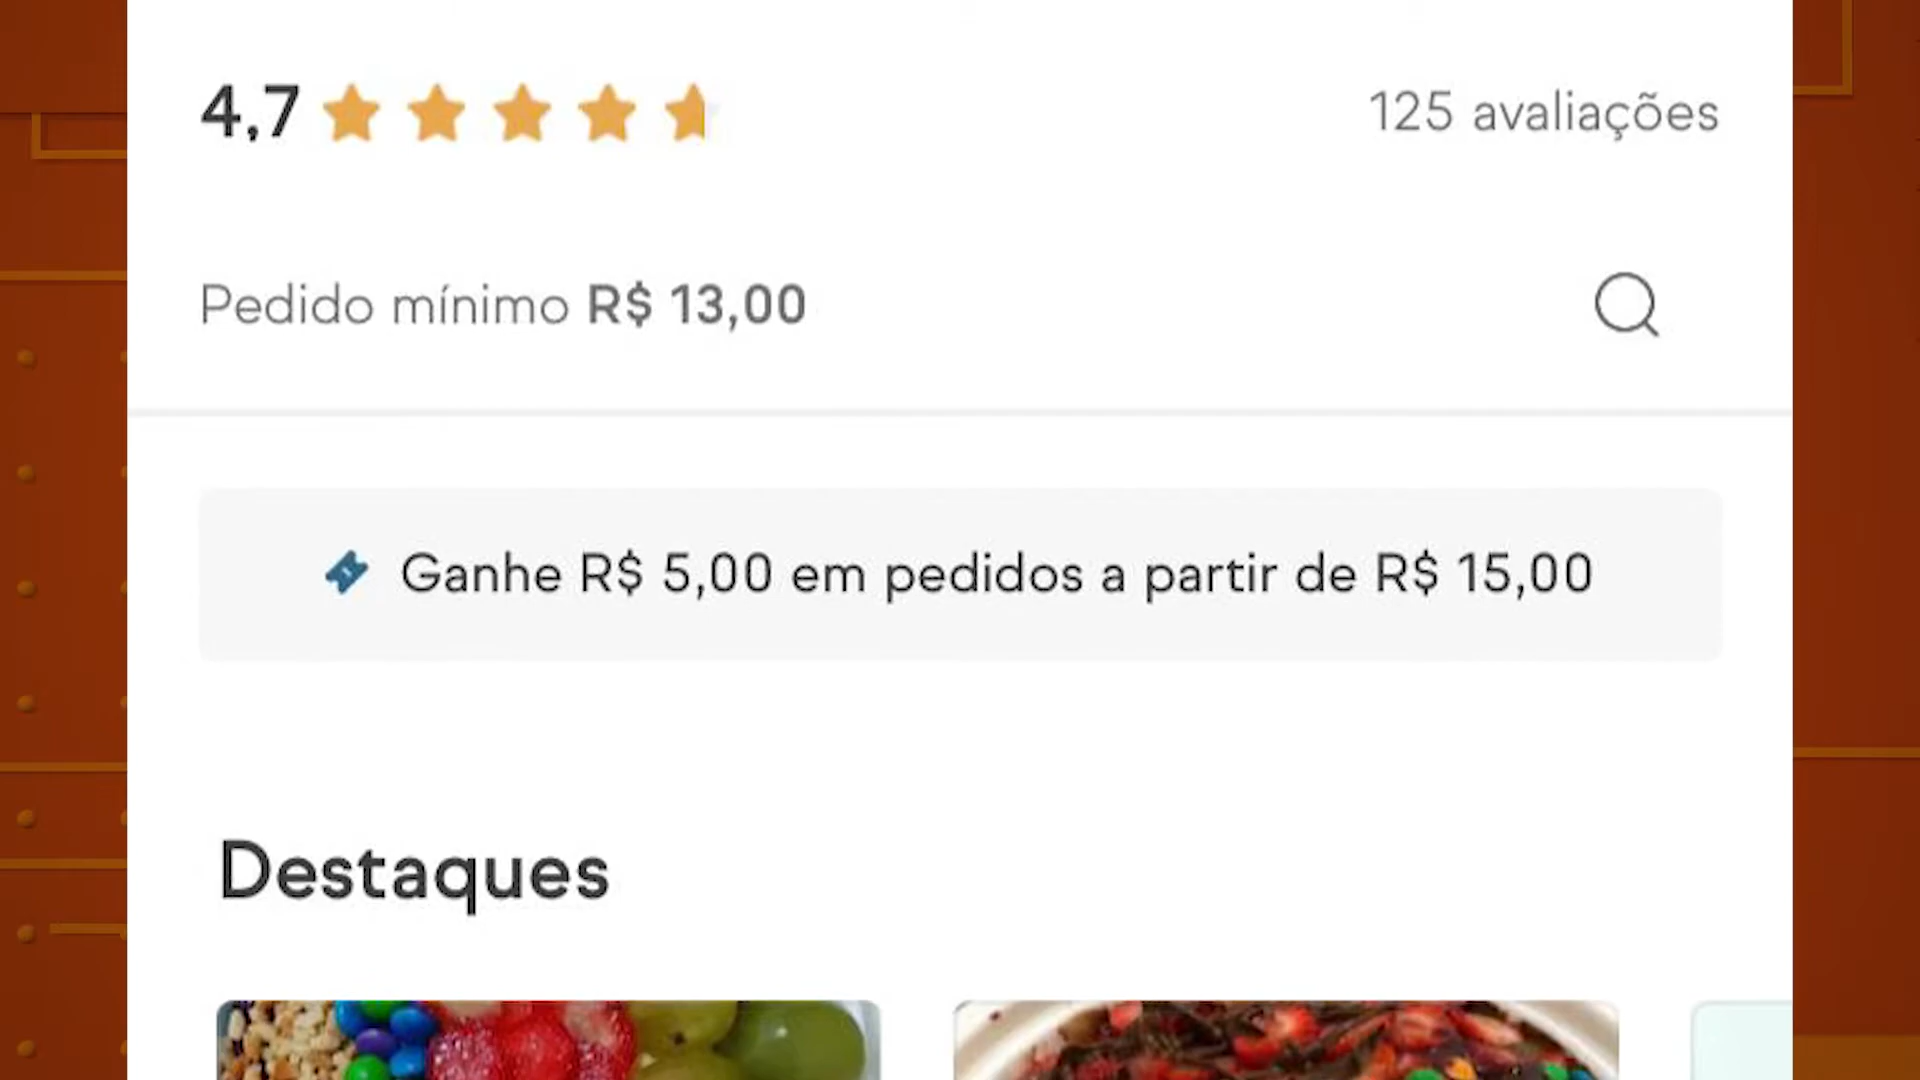 4,7
125 avaliações
Pedido mínimo R$ 13,00
Ganhe R$ 5,00 em pedidos a partir de R$ 15,00
Destaques